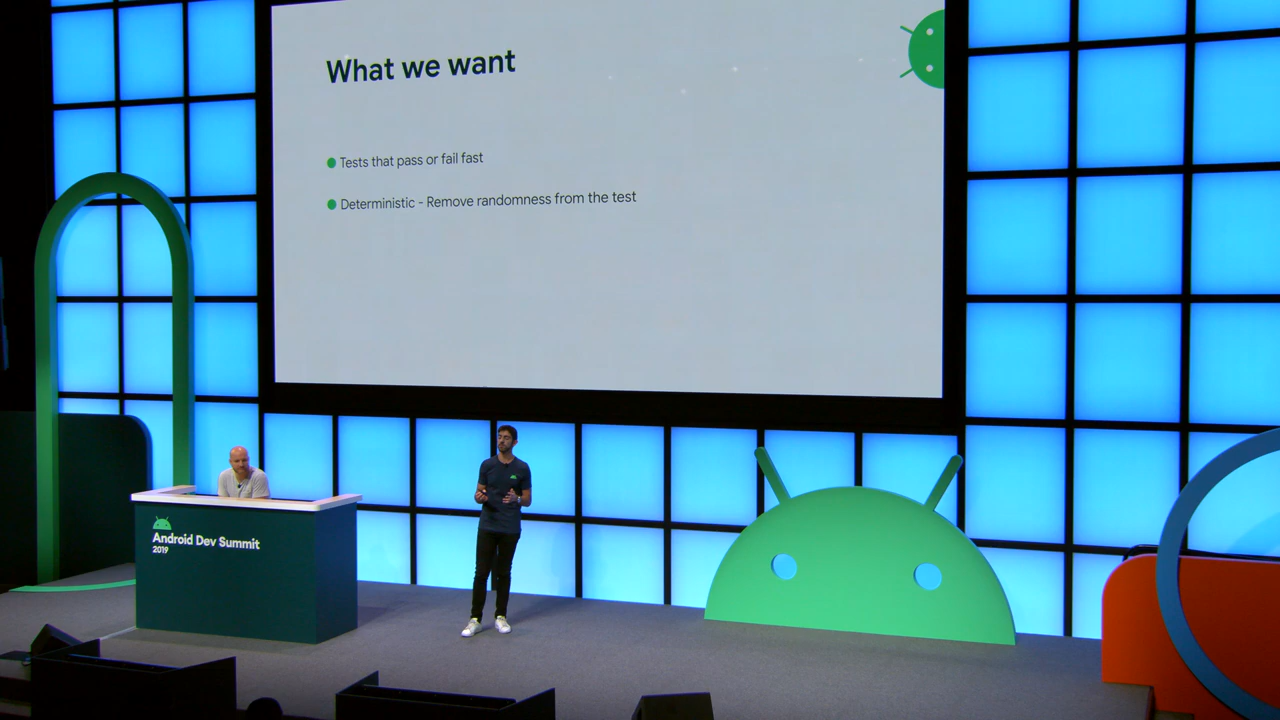 What we want
Tests that pass or fail fast
Deterministic - Remove randomness from the test
Android Dev Summit
2019